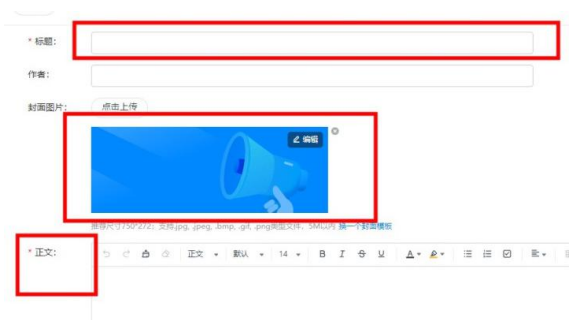 * 标题：
作者：
封面图片： 点击上传
编辑
推荐尺寸750*272；支持.jpg, .jpeg, .bmp, .gif, .png类型文件，5M以内 换一个封面模板
* 正文： 正文 默认 14 B I S U A